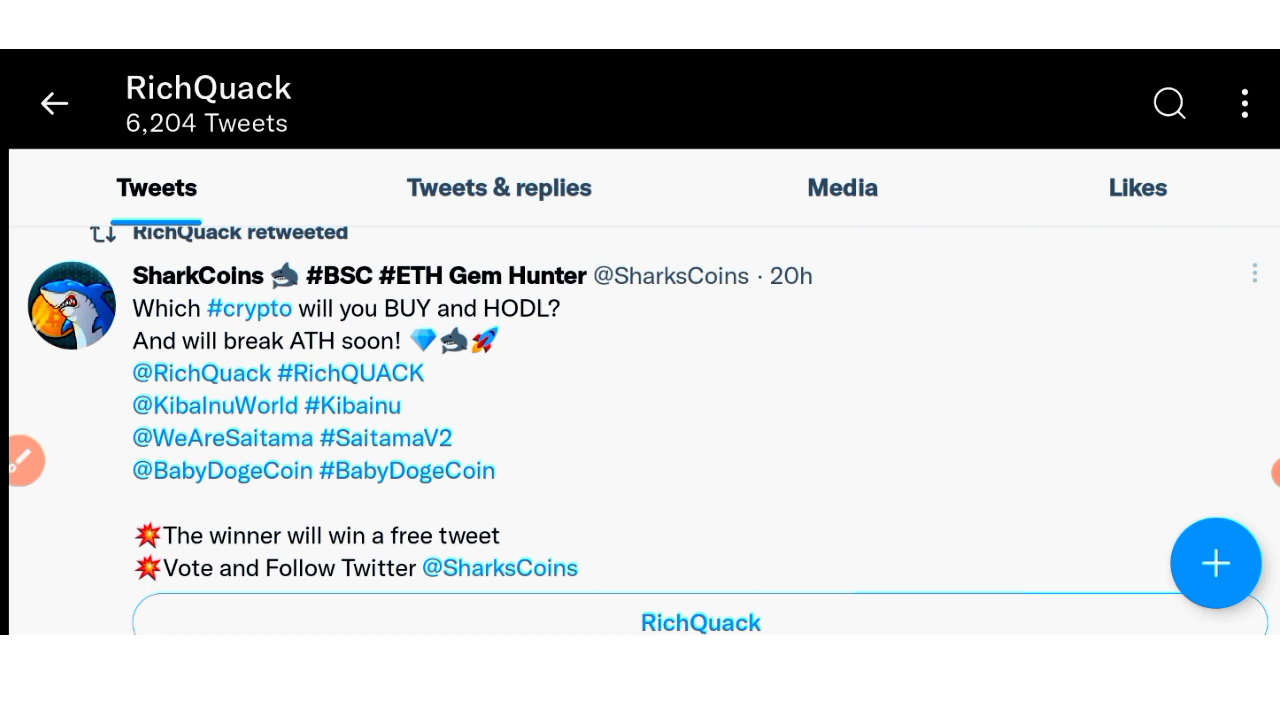 RichQuack
6,204 Tweets
Tweets Tweets & replies Media Likes
RichQuack retweeted
SharkCoins 🦈 #BSC #ETH Gem Hunter @SharksCoins · 20h
Which #crypto will you BUY and HODL?
And will break ATH soon! 💎🦈🚀
@RichQuack #RichQUACK
@KibaInuWorld #Kibainu
@WeAreSaitama #SaitamaV2
@BabyDogeCoin #BabyDogeCoin
💥The winner will win a free tweet
💥Vote and Follow Twitter @SharksCoins
RichQuack